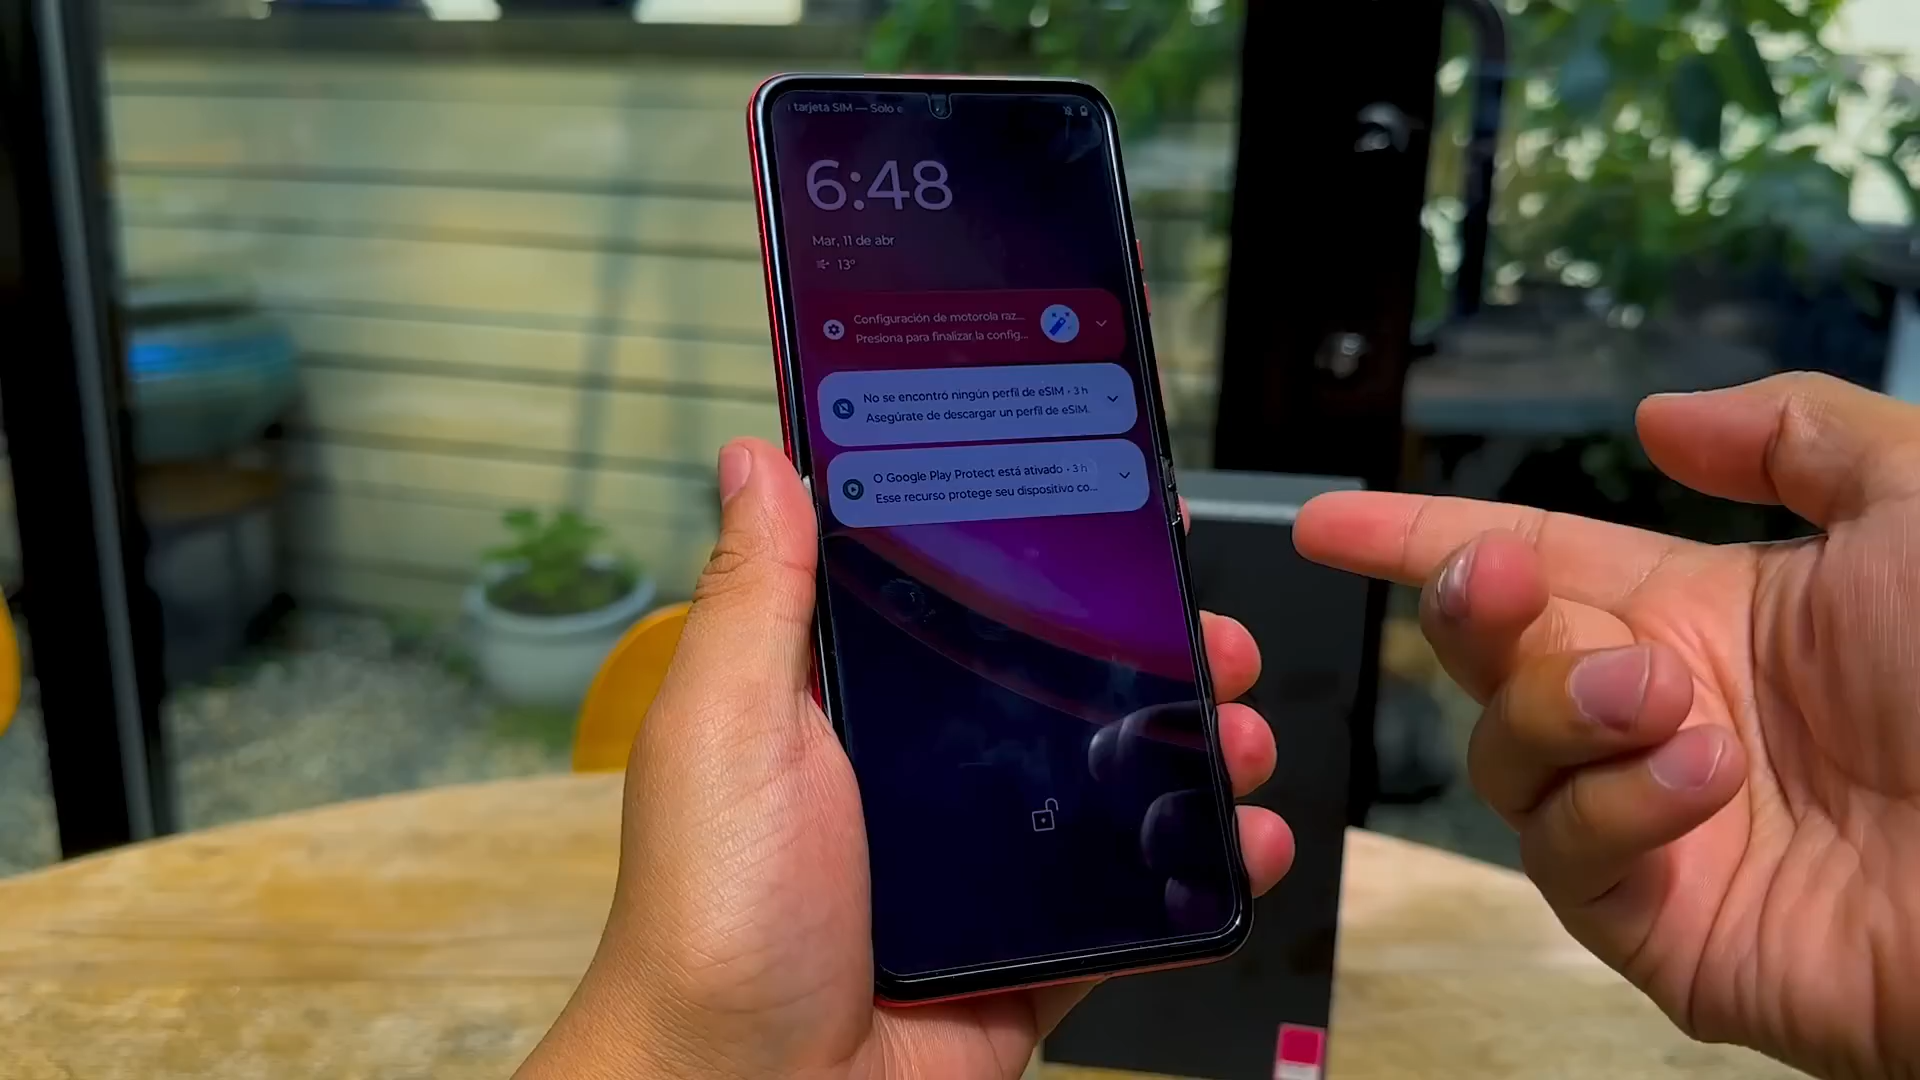 tarjeta SIM — Solo e
6:48
Mar, 11 de abr
13°
Configuración de motorola raz...
Presiona para finalizar la config...
No se encontró ningún perfil de eSIM • 3 h
Asegúrate de descargar un perfil de eSIM.
O Google Play Protect está ativado • 3 h
Esse recurso protege seu dispositivo co...